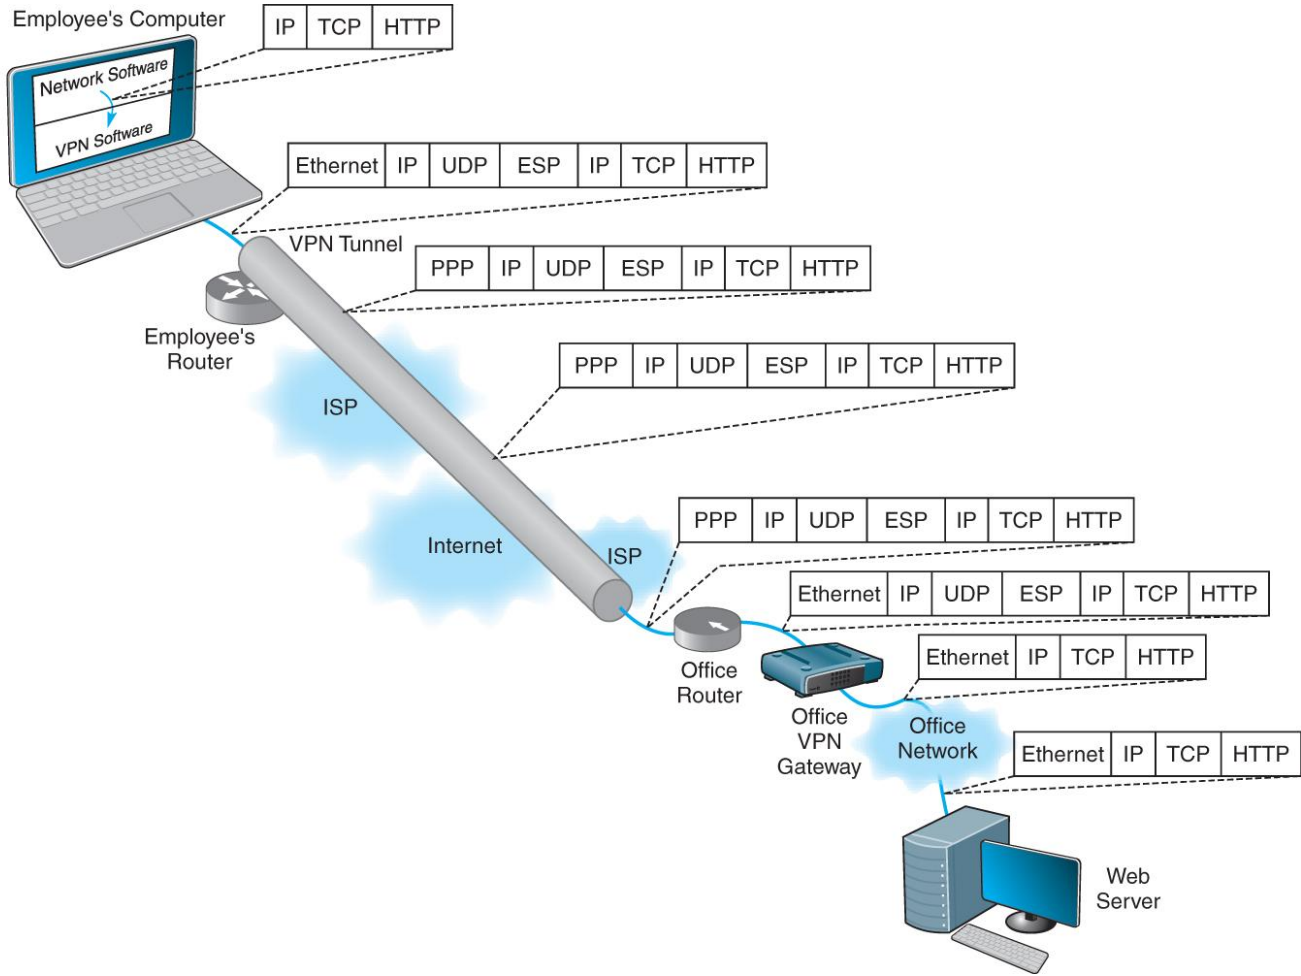 Employee's Computer
IP TCP HTTP
Network Software
VPN Software
Ethernet IP UDP ESP IP TCP HTTP
VPN Tunnel
PPP IP UDP ESP IP TCP HTTP
Employee's
Router
PPP IP UDP ESP IP TCP HTTP
ISP
PPP IP UDP ESP IP TCP HTTP
Internet
ISP
Ethernet IP UDP ESP IP TCP HTTP
Office
Router
Ethernet IP TCP HTTP
Office
VPN
Gateway
Office
Network
Ethernet IP TCP HTTP
Web
Server